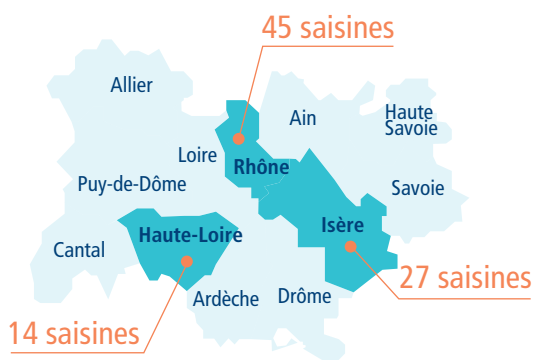 45 saisines
Allier
Ain
Haute
Savoie
Loire
Rhône
Puy-de-Dôme
Savoie
Isère
Haute-Loire
Cantal
27 saisines
Ardèche
Drôme
14 saisines